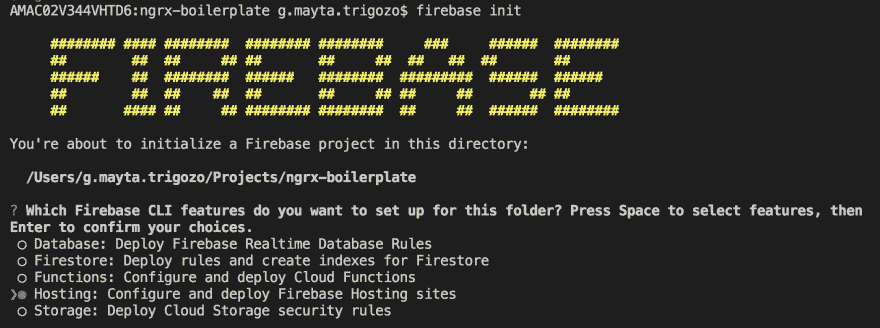 AMAC02V344VHTD6:ngrx-boilerplate g.mayta.trigozo$ firebase init
FIREBASE
You're about to initialize a Firebase project in this directory:
/Users/g.mayta.trigozo/Projects/ngrx-boilerplate
? Which Firebase CLI features do you want to set up for this folder? Press Space to select features, then
Enter to confirm your choices.
◯ Database: Deploy Firebase Realtime Database Rules
◯ Firestore: Deploy rules and create indexes for Firestore
◯ Functions: Configure and deploy Cloud Functions
❯◉ Hosting: Configure and deploy Firebase Hosting sites
◯ Storage: Deploy Cloud Storage security rules